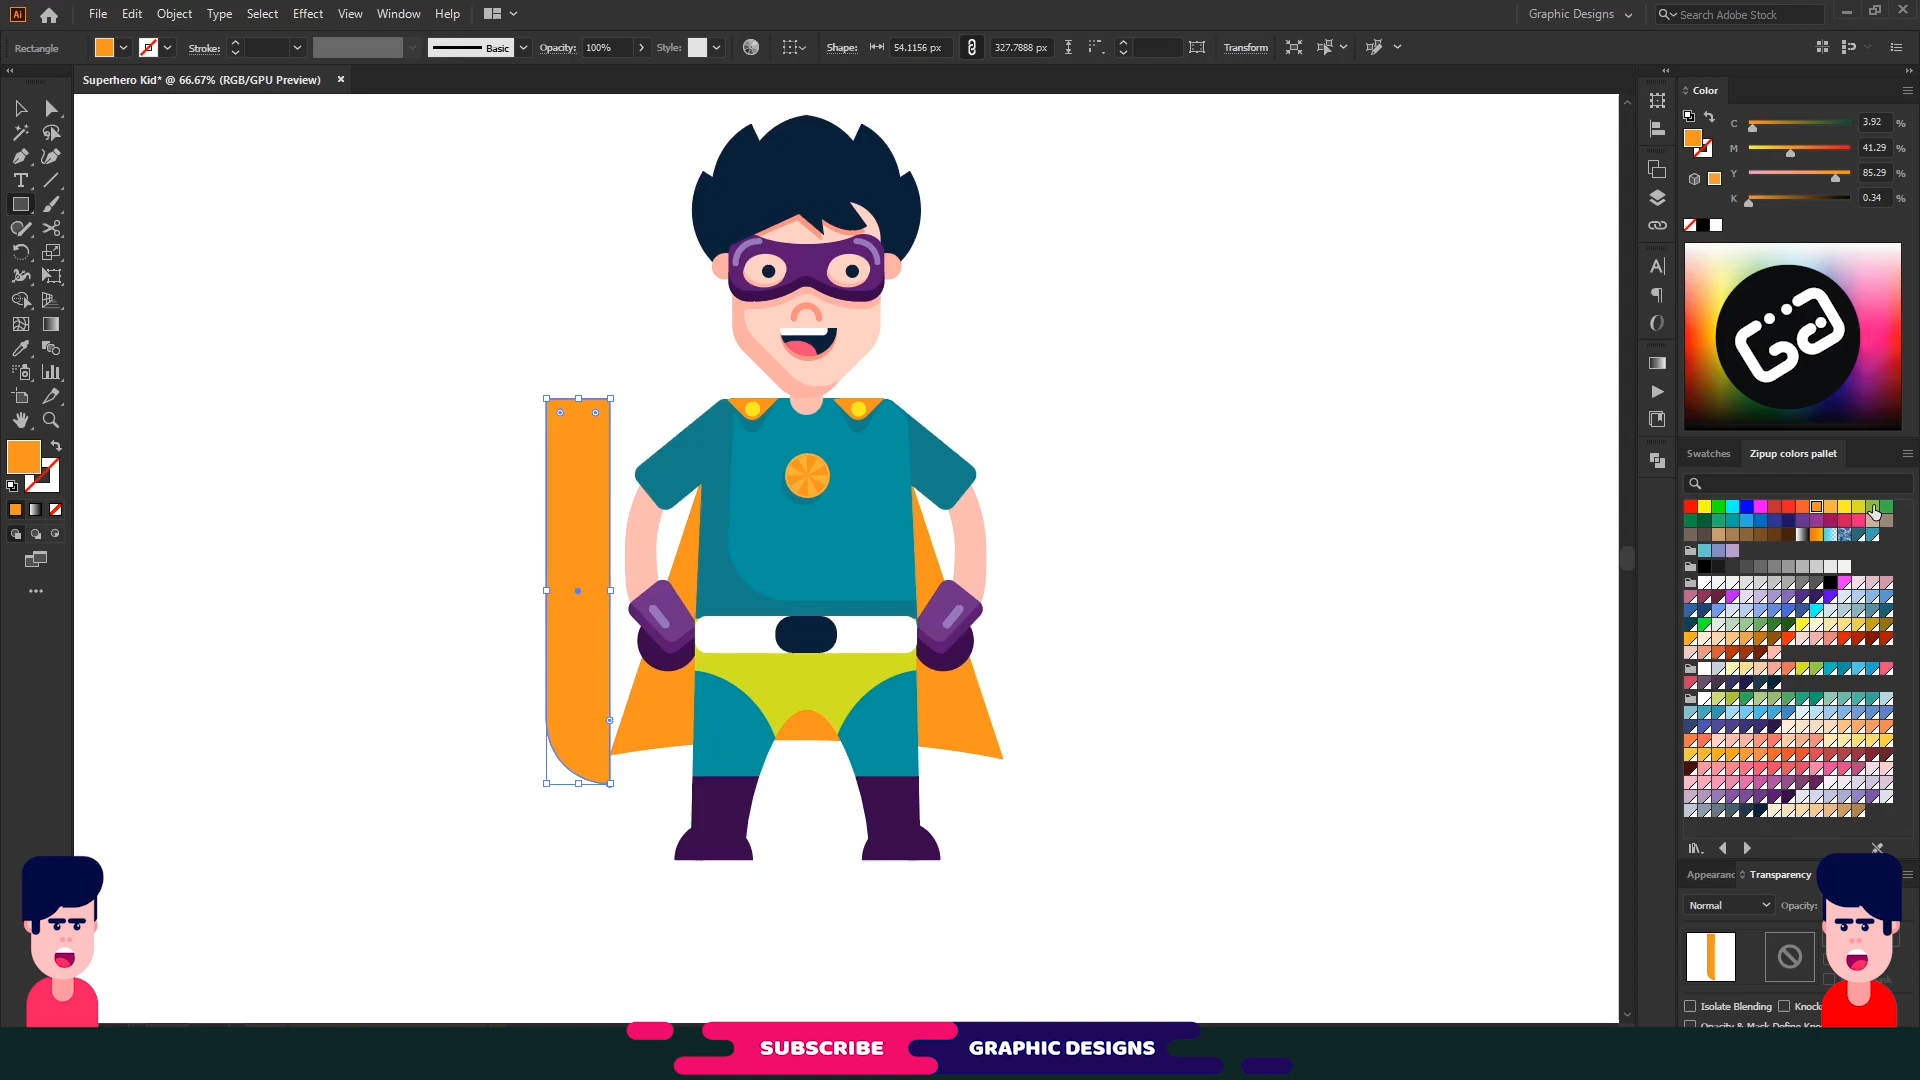 Ai File Edit Object Type Select Effect View Window Help Graphic Designs Search Adobe Stock
Rectangle Stroke: Basic Opacity: 100% Style: Shape: 54.1156 px 327.7888 px Transform
Superhero Kid* @ 66.67% (RGB/GPU Preview) ×
Color
C 3.92 %
M 41.29 %
Y 85.29 %
K 0.34 %
Swatches Zipup colors pallet
Appearanc Transparency
Normal Opacity:
Isolate Blending Knock
SUBSCRIBE GRAPHIC DESIGNS